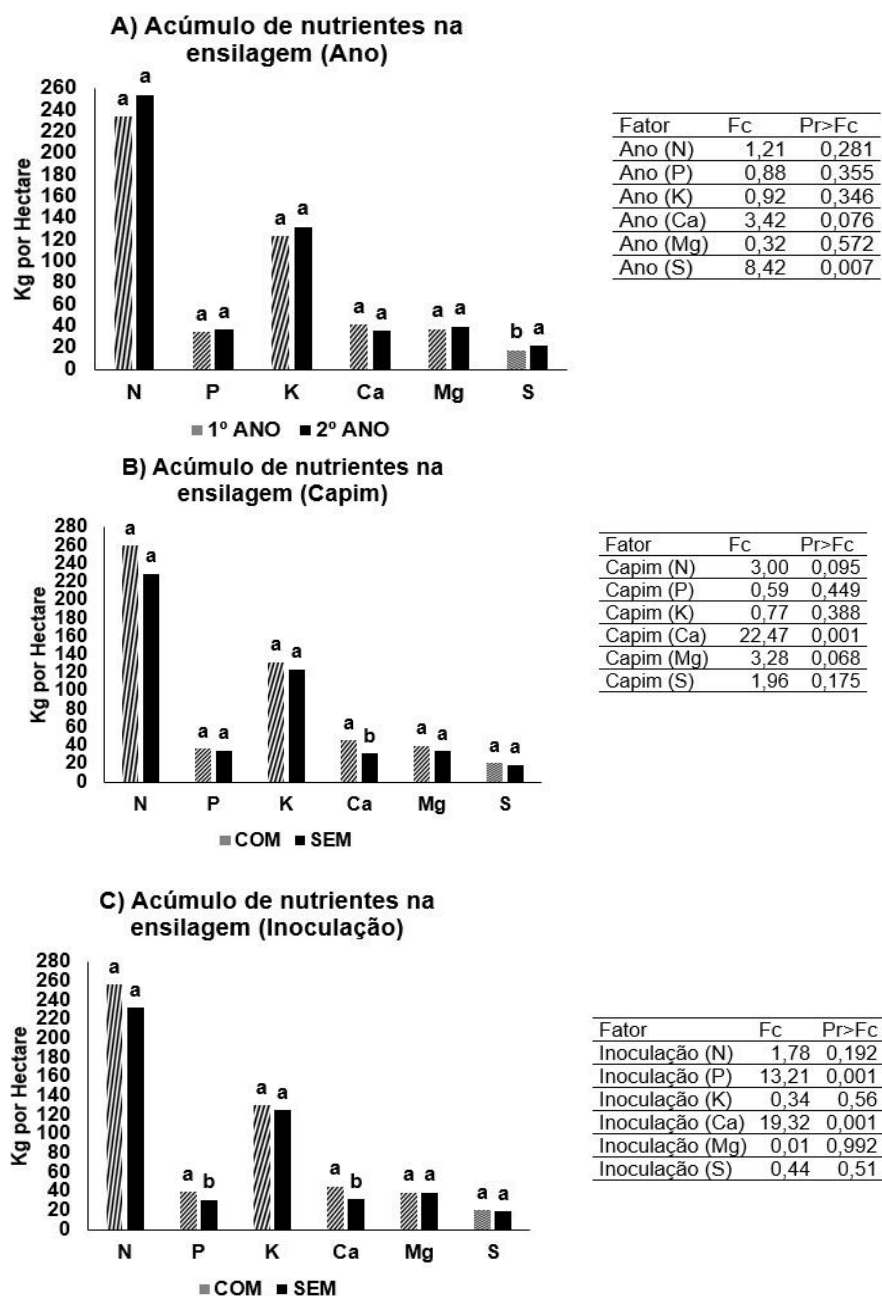 A) Acúmulo de nutrientes na
ensilagem (Ano)
Kg por Hectare
260
240
220
200
180
160
140
120
100
80
60
40
20
0
a a
a a
a a
a a
a a
b a
N P K Ca Mg S
1º ANO 2º ANO
Fator Fc Pr>Fc
Ano (N) 1,21 0,281
Ano (P) 0,88 0,355
Ano (K) 0,92 0,346
Ano (Ca) 3,42 0,076
Ano (Mg) 0,32 0,572
Ano (S) 8,42 0,007
B) Acúmulo de nutrientes na
ensilagem (Capim)
Kg por Hectare
280
260
240
220
200
180
160
140
120
100
80
60
40
20
0
a a
a a
a a
a b
a a
a a
N P K Ca Mg S
COM SEM
Fator Fc Pr>Fc
Capim (N) 3,00 0,095
Capim (P) 0,59 0,449
Capim (K) 0,77 0,388
Capim (Ca) 22,47 0,001
Capim (Mg) 3,28 0,068
Capim (S) 1,96 0,175
C) Acúmulo de nutrientes na
ensilagem (Inoculação)
Kg por Hectare
280
260
240
220
200
180
160
140
120
100
80
60
40
20
0
a a
a b
a a
a b
a a
a a
N P K Ca Mg S
COM SEM
Fator Fc Pr>Fc
Inoculação (N) 1,78 0,192
Inoculação (P) 13,21 0,001
Inoculação (K) 0,34 0,56
Inoculação (Ca) 19,32 0,001
Inoculação (Mg) 0,01 0,992
Inoculação (S) 0,44 0,51